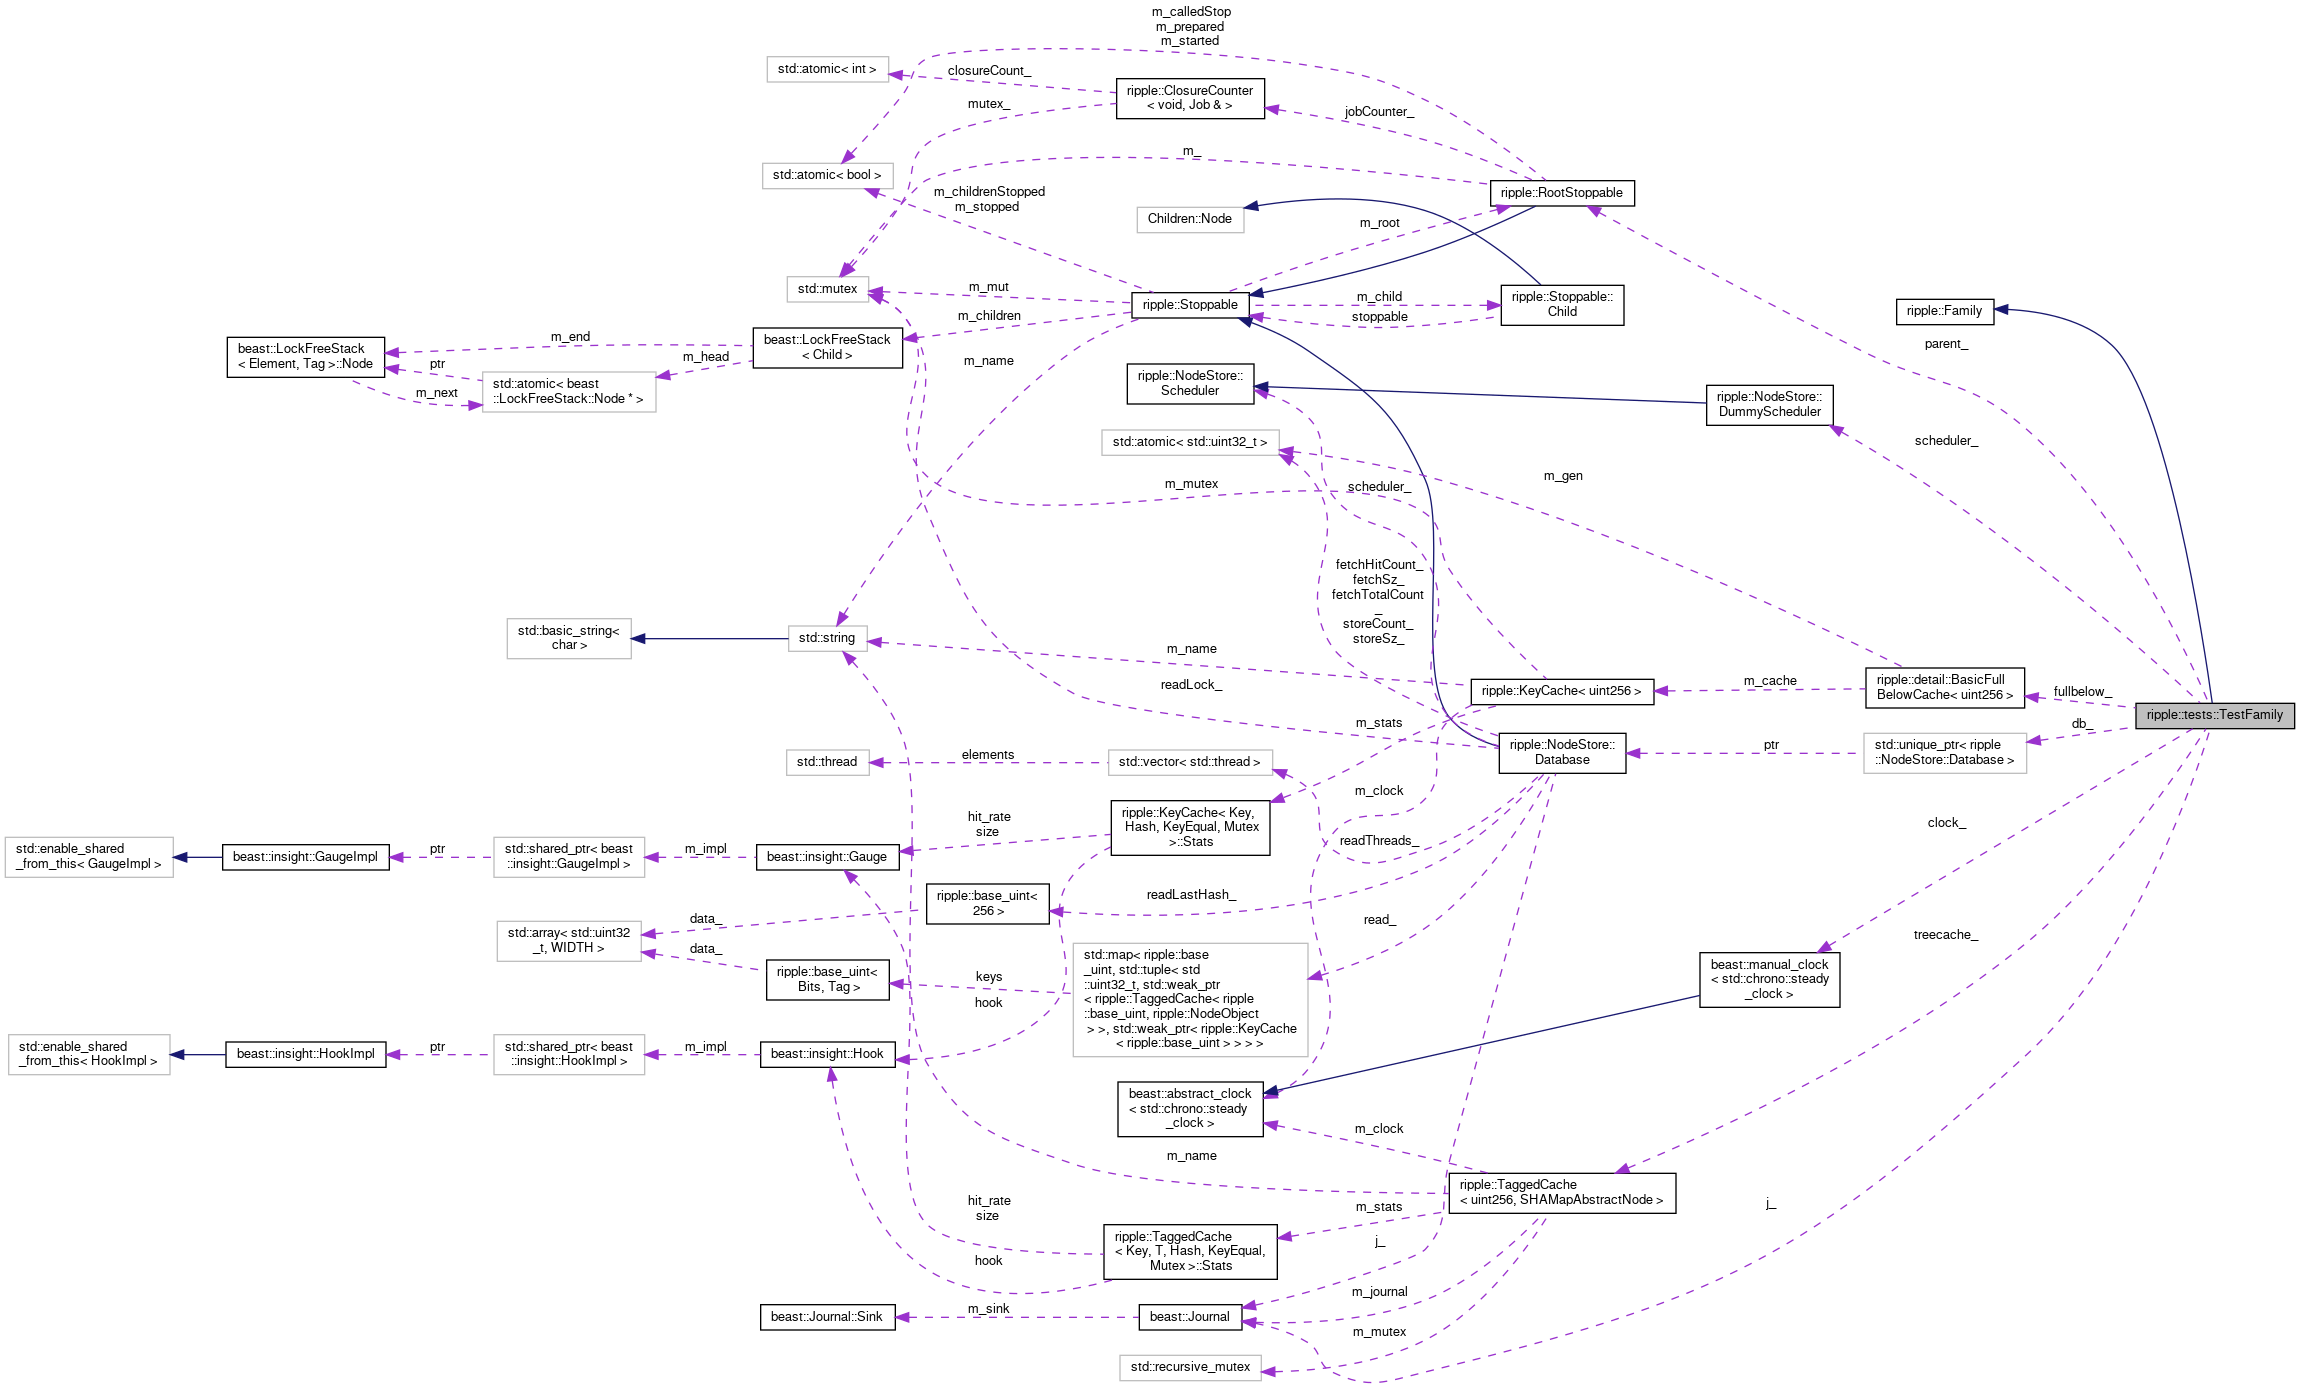 m_calledStop
m_prepared
m_started
std::atomic< int >
closureCount_
ripple::ClosureCounter
< void, Job & >
mutex_
jobCounter_
m_
std::atomic< bool >
m_childrenStopped
m_stopped
ripple::RootStoppable
Children::Node
m_root
std::mutex
m_mut
ripple::Stoppable
m_child
stoppable
ripple::Stoppable::
Child
ripple::Family
m_children
m_end
beast::LockFreeStack
< Element, Tag >::Node
beast::LockFreeStack
< Child >
m_head
ptr
m_next
std::atomic< beast
::LockFreeStack::Node * >
m_name
parent_
ripple::NodeStore::
Scheduler
ripple::NodeStore::
DummyScheduler
std::atomic< std::uint32_t >
scheduler_
m_gen
m_mutex
scheduler_
fetchHitCount_
fetchSz_
fetchTotalCount
_
storeCount_
storeSz_
std::basic_string<
char >
std::string
m_name
readLock_
ripple::KeyCache< uint256 >
m_cache
ripple::detail::BasicFull
BelowCache< uint256 >
fullbelow_
ripple::tests::TestFamily
db_
m_stats
std::thread
elements
std::vector< std::thread >
ripple::NodeStore::
Database
ptr
std::unique_ptr< ripple
::NodeStore::Database >
m_clock
hit_rate
size
ripple::KeyCache< Key,
Hash, KeyEqual, Mutex
>::Stats
clock_
readThreads_
std::enable_shared
_from_this< GaugeImpl >
beast::insight::GaugeImpl
ptr
std::shared_ptr< beast
::insight::GaugeImpl >
m_impl
beast::insight::Gauge
ripple::base_uint<
256 >
readLastHash_
data_
std::array< std::uint32
_t, WIDTH >
data_
read_
treecache_
ripple::base_uint<
Bits, Tag >
keys
hook
std::map< ripple::base
_uint, std::tuple< std
::uint32_t, std::weak_ptr
< ripple::TaggedCache< ripple
::base_uint, ripple::NodeObject
> >, std::weak_ptr< ripple::KeyCache
< ripple::base_uint > > > >
beast::manual_clock
< std::chrono::steady
_clock >
std::enable_shared
_from_this< HookImpl >
beast::insight::HookImpl
ptr
std::shared_ptr< beast
::insight::HookImpl >
m_impl
beast::insight::Hook
beast::abstract_clock
< std::chrono::steady
_clock >
m_clock
m_name
ripple::TaggedCache
< uint256, SHAMapAbstractNode >
hit_rate
size
m_stats
j_
ripple::TaggedCache
< Key, T, Hash, KeyEqual,
Mutex >::Stats
j_
hook
m_journal
beast::Journal::Sink
m_sink
beast::Journal
m_mutex
std::recursive_mutex